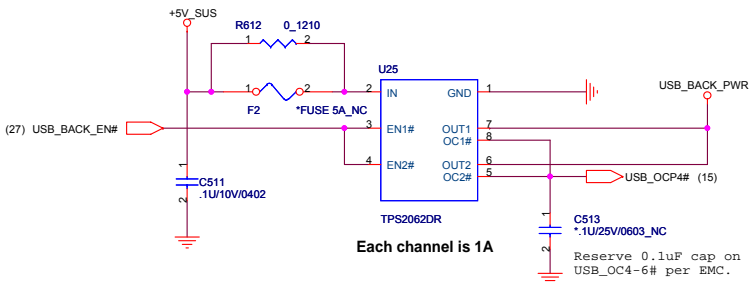 +5V_SUS
R612 0_1210
1 2
U25
1 2
2 IN GND 1
F2 *FUSE 5A_NC
USB_BACK_PWR
(27) USB_BACK_EN#
3 EN1# OUT1 7
OC1# 8
4 EN2# OUT2 6
OC2# 5
USB_OCP4# (15)
1
C511
.1U/10V/0402
2
TPS2062DR
Each channel is 1A
1
C513
*.1U/25V/0603_NC
2
Reserve 0.1uF cap on
USB_OC4-6# per EMC.